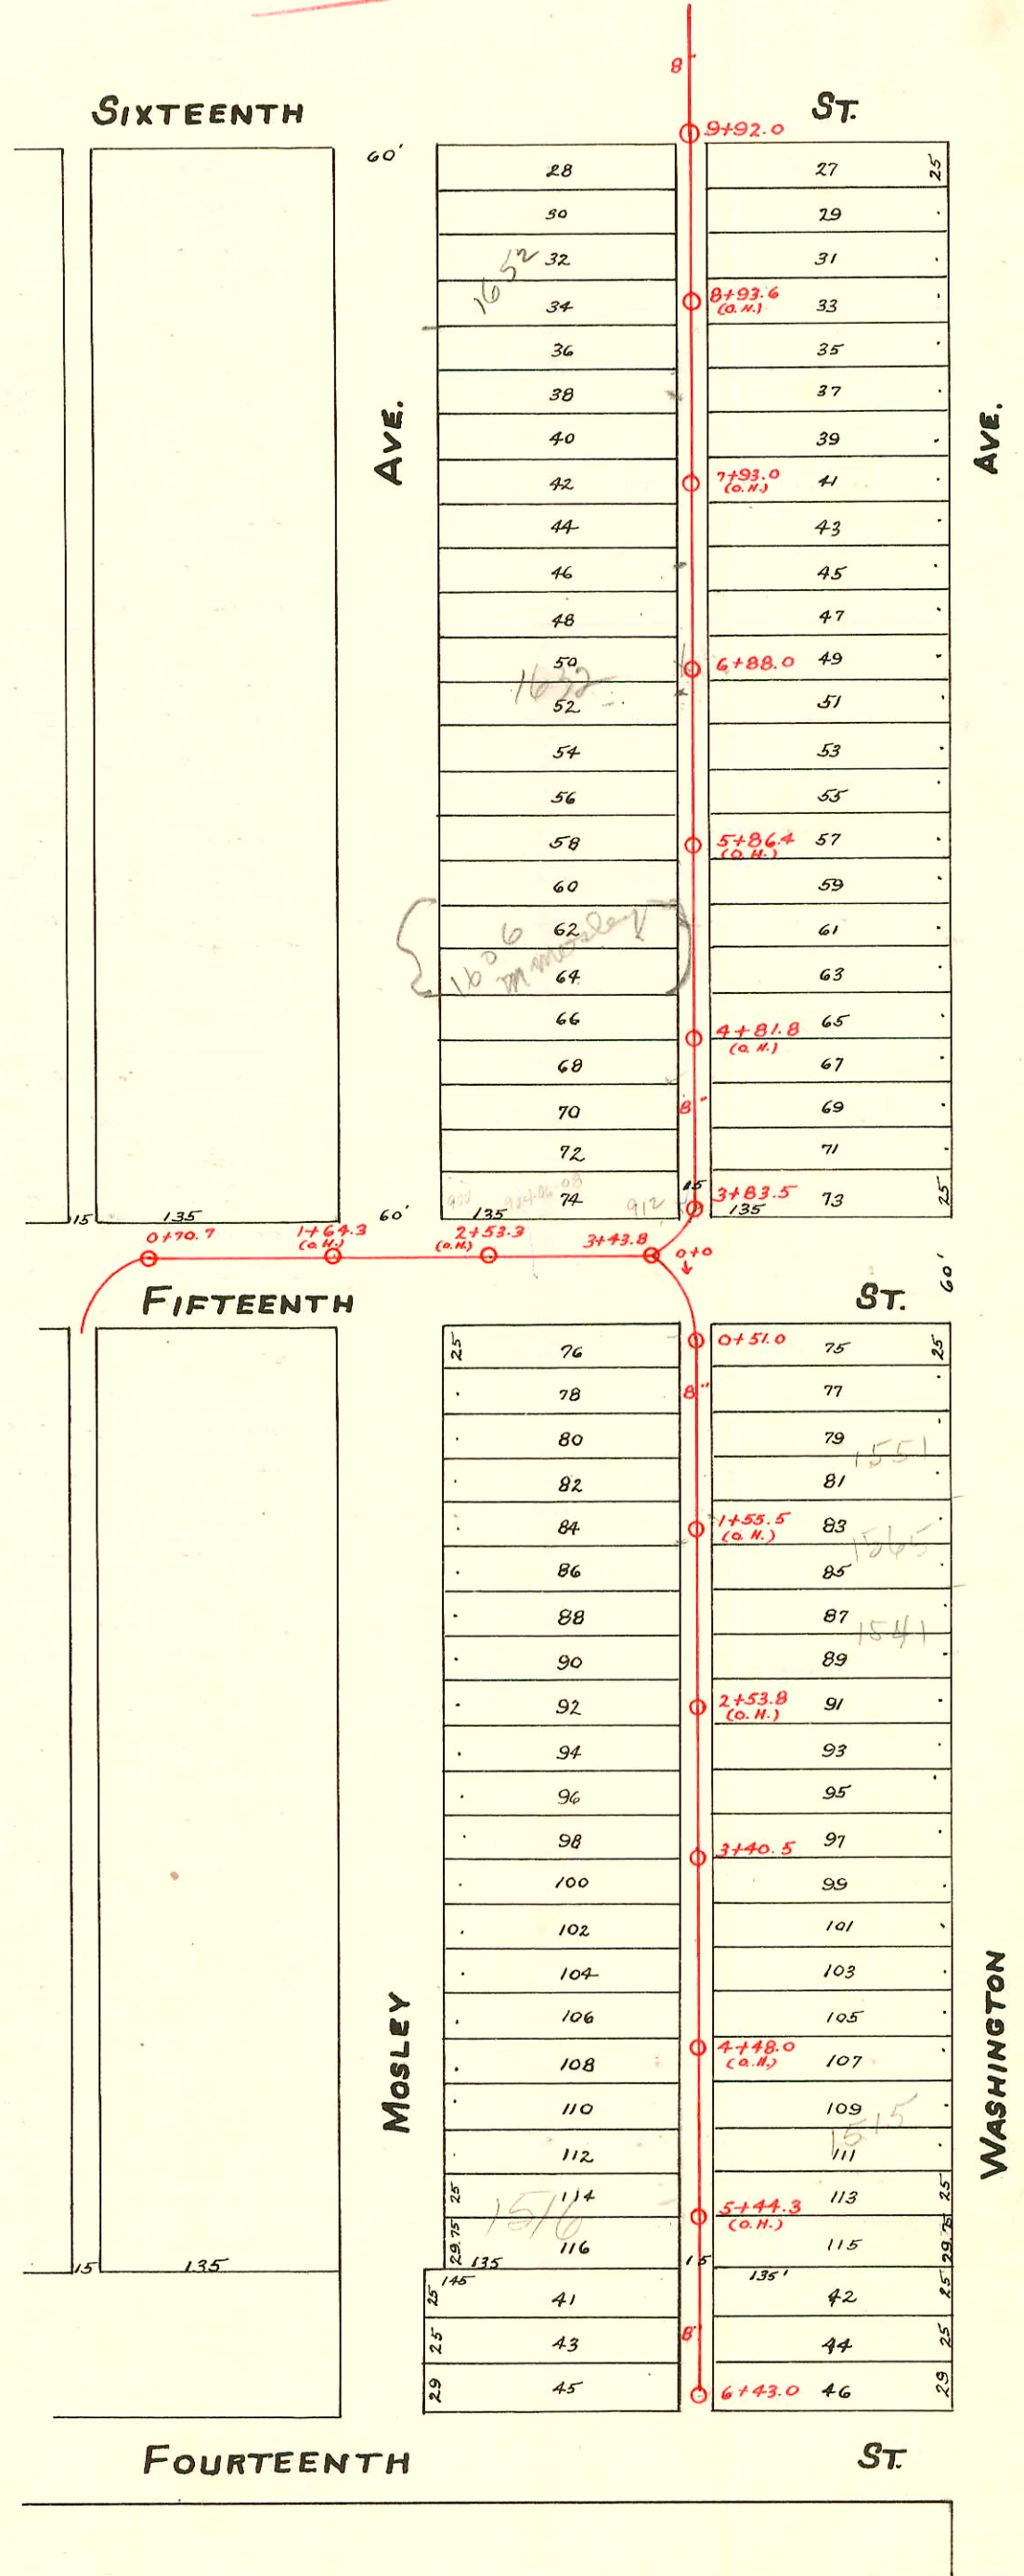 8"
SIXTEENTH ST.
9+92.0
60'
28 27 25
30 29
32 31
1652
34 8+93.6 (O.H.) 33
36 35
38 37
AVE. AVE.
40 39
42 7+93.0 (O.H.) 41
44 43
46 45
48 47
50 6+88.0 49
1632
52 51
54 53
56 55
58 5+86.4 (O.H.) 57
60 59
62 61
Mosley
64 63
66 4+81.8 (O.H.) 65
68 67
70 8" 69
72 71
74 912 15 3+83.5 73 25
15 135 60' 135 135
0+70.7 1+64.3 (O.H.) 2+53.3 (O.H.) 3+43.8 0+0
60'
FIFTEENTH ST.
25 76 0+51.0 75 25
78 8" 77
80 79
1551
82 81
84 1+55.5 (O.H.) 83
1565
86 85
88 87
1541
90 89
92 2+53.8 (O.H.) 91
94 93
96 95
98 97
3+40.5
100 99
102 101
104 103
106 105
MOSLEY WASHINGTON
108 4+48.0 (O.H.) 107
110 109
1515
112 111
25 114 113 25
1516
5+44.3 (O.H.)
29.75 116 115 29.75
15 135 135 15
145 135'
25 41 42 25
25 43 8" 44 25
29 45 6+43.0 46 29
FOURTEENTH ST.